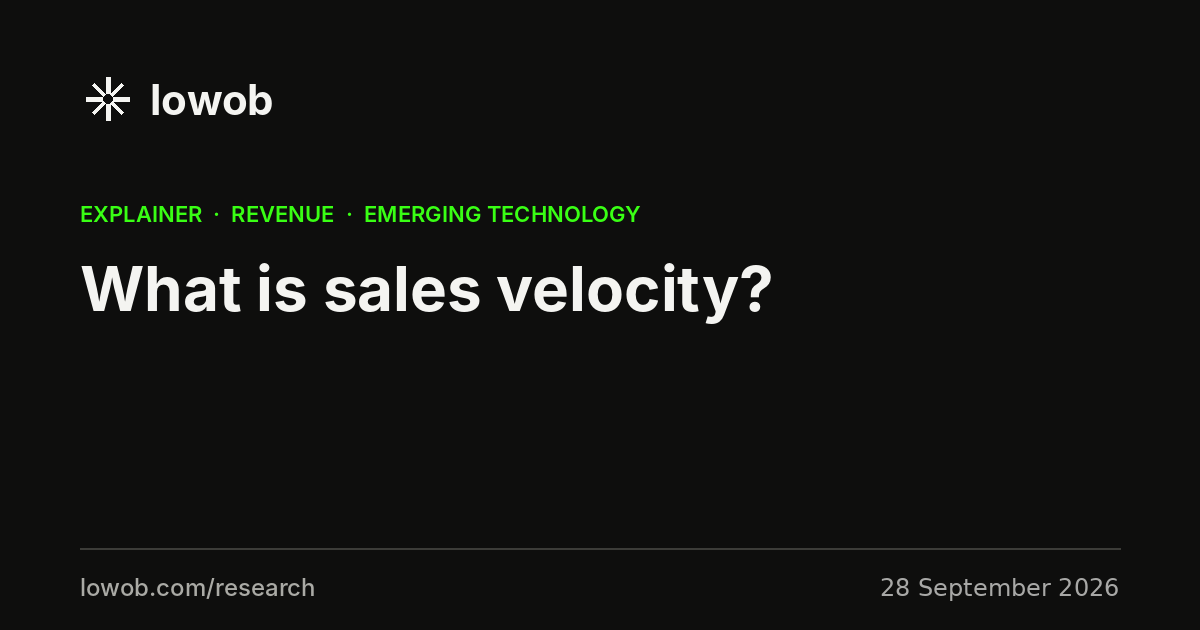 lowob
EXPLAINER · REVENUE · EMERGING TECHNOLOGY
What is sales velocity?
lowob.com/research
28 September 2026